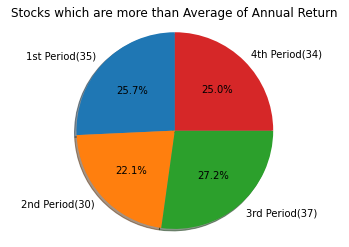 Stocks which are more than Average of Annual Return
1st Period(35)
4th Period(34)
25.7%
25.0%
22.1%
27.2%
2nd Period(30)
3rd Period(37)